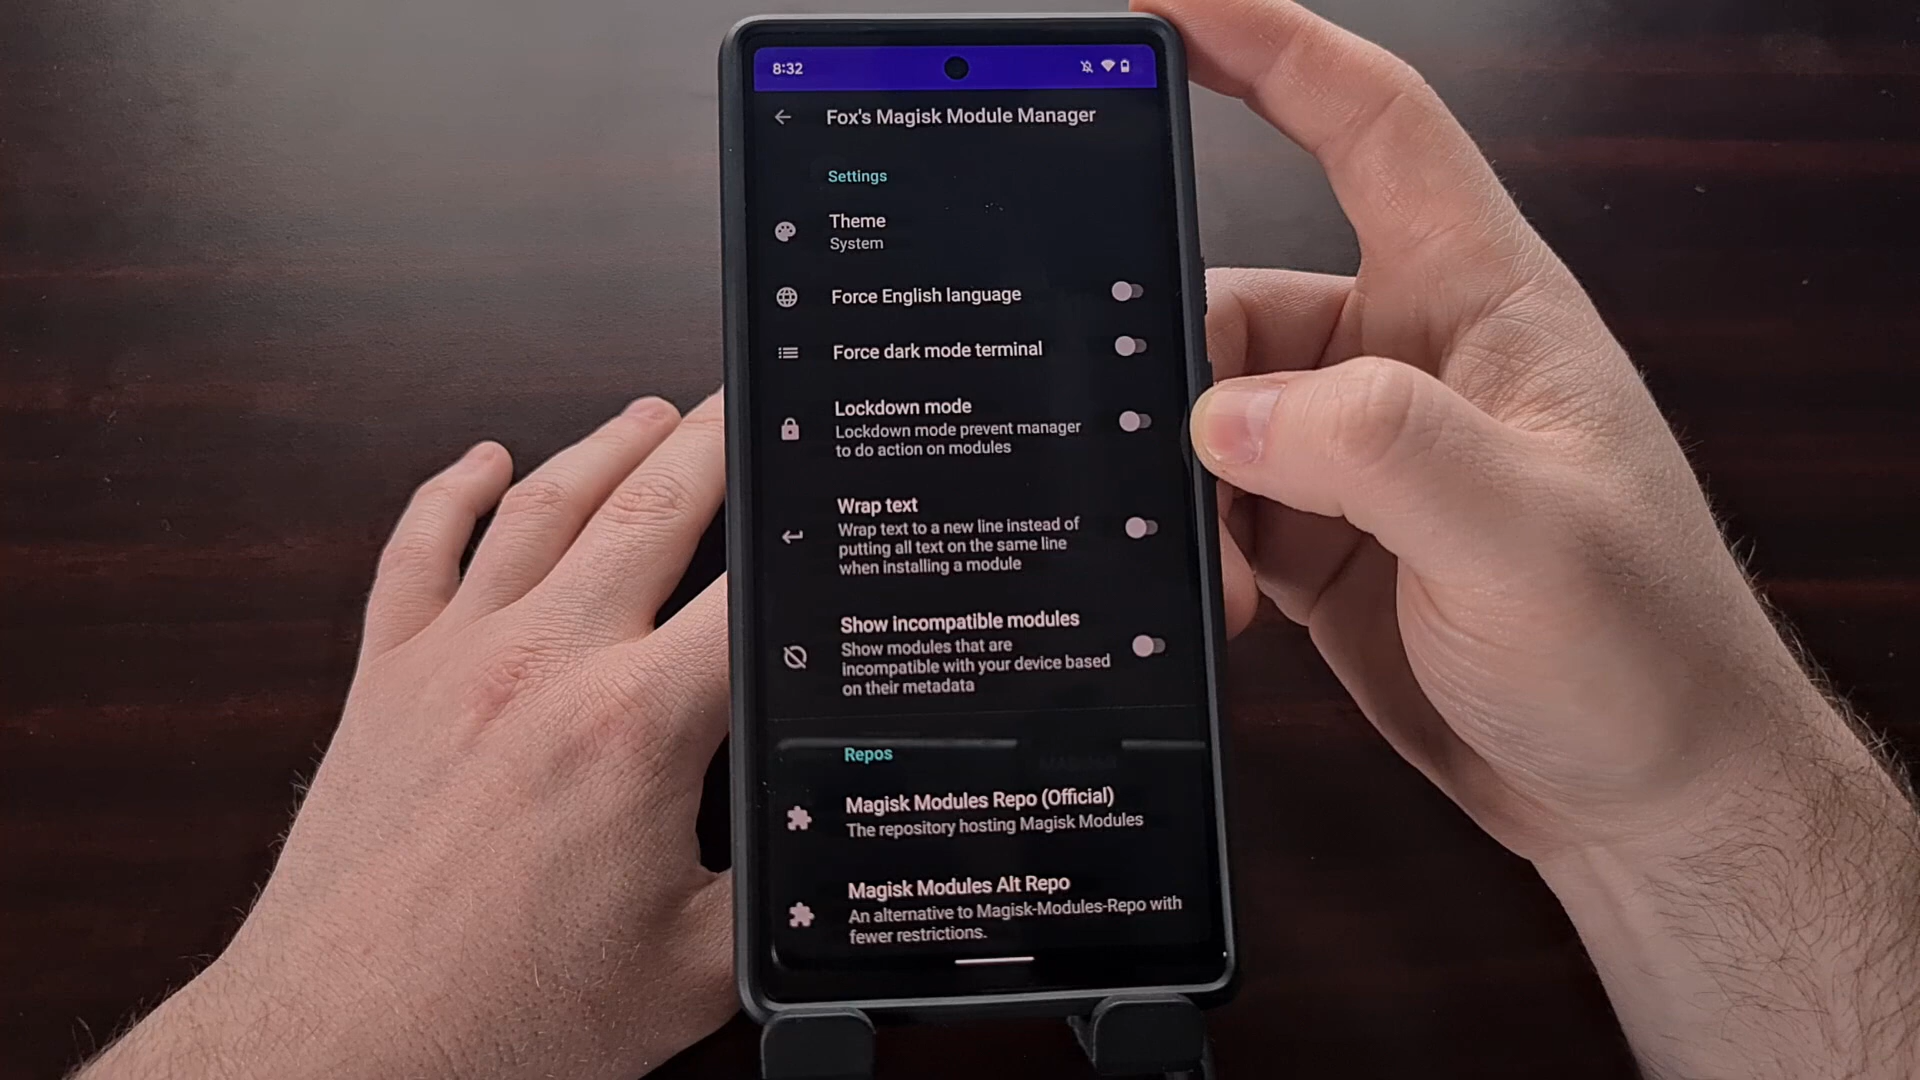 8:32
Fox's Magisk Module Manager
Settings
Theme
System
Force English language
Force dark mode terminal
Lockdown mode
Lockdown mode prevent manager
to do action on modules
Wrap text
Wrap text to a new line instead of
putting all text on the same line
when installing a module
Show incompatible modules
Show modules that are
incompatible with your device based
on their metadata
Repos
Magisk Modules Repo (Official)
The repository hosting Magisk Modules
Magisk Modules Alt Repo
An alternative to Magisk-Modules-Repo with
fewer restrictions.